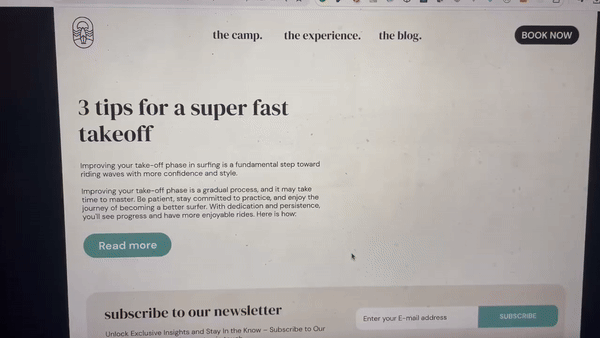 the camp. the experience. the blog. BOOK NOW
3 tips for a super fast
takeoff
Improving your take-off phase in surfing is a fundamental step toward
riding waves with more confidence and style.
Improving your take-off phase is a gradual process, and it may take
time to master. Be patient, stay committed to practice, and enjoy the
journey of becoming a better surfer. With dedication and persistence,
you'll see progress and have more enjoyable rides. Here is how:
Read more
subscribe to our newsletter
Enter your E-mail address SUBSCRIBE
Unlock Exclusive Insights and Stay In the Know – Subscribe to Our